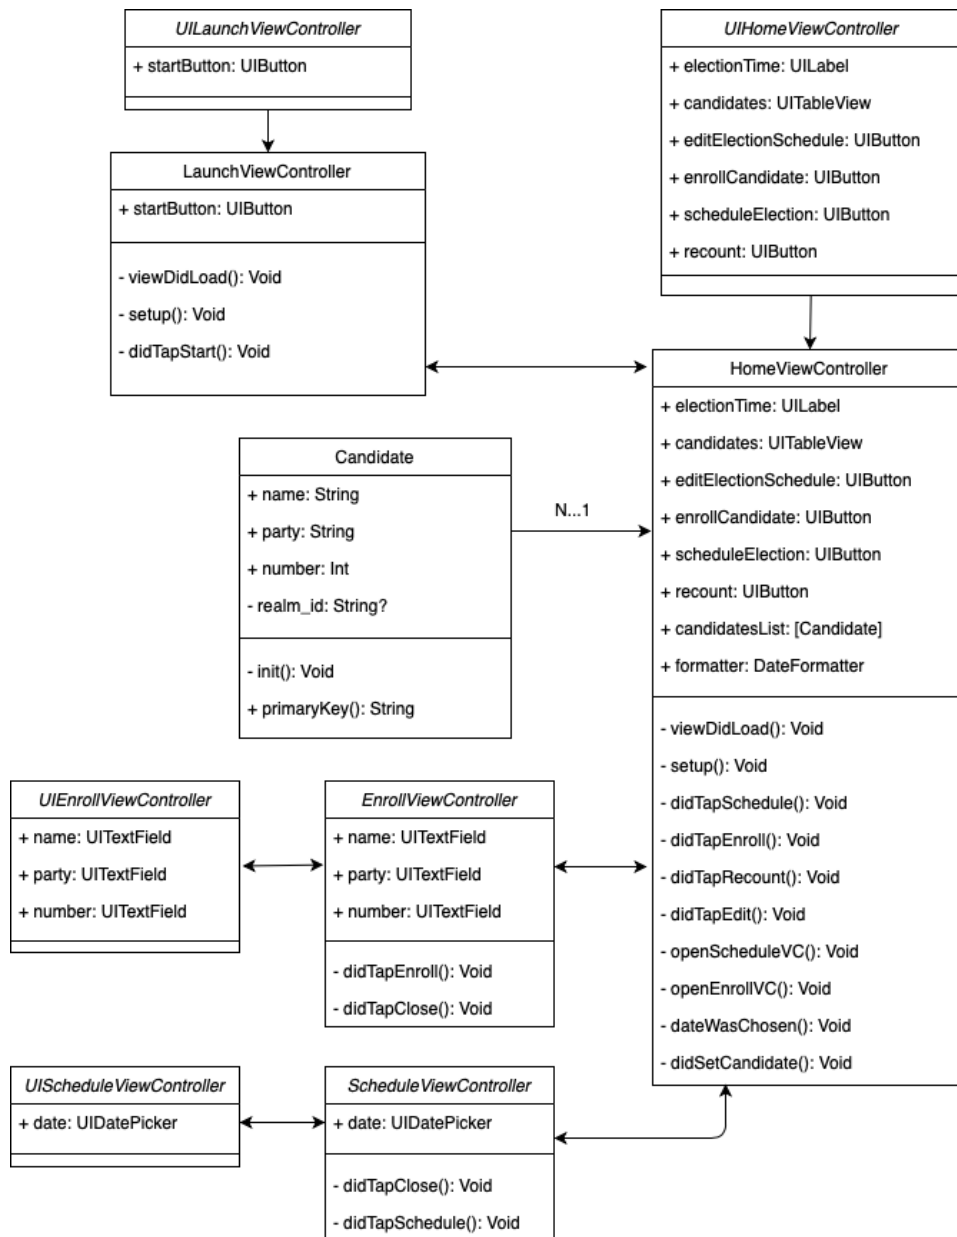 UILaunchViewController
+ startButton: UIButton
UIHomeViewController
+ electionTime: UILabel
+ candidates: UITableView
+ editElectionSchedule: UIButton
+ enrollCandidate: UIButton
+ scheduleElection: UIButton
+ recount: UIButton
LaunchViewController
+ startButton: UIButton
- viewDidLoad(): Void
- setup(): Void
- didTapStart(): Void
HomeViewController
+ electionTime: UILabel
+ candidates: UITableView
+ editElectionSchedule: UIButton
+ enrollCandidate: UIButton
+ scheduleElection: UIButton
+ recount: UIButton
+ candidatesList: [Candidate]
+ formatter: DateFormatter
- viewDidLoad(): Void
- setup(): Void
- didTapSchedule(): Void
- didTapEnroll(): Void
- didTapRecount(): Void
- didTapEdit(): Void
- openScheduleVC(): Void
- openEnrollVC(): Void
- dateWasChosen(): Void
- didSetCandidate(): Void
Candidate
+ name: String
+ party: String
+ number: Int
- realm_id: String?
- init(): Void
+ primaryKey(): String
N...1
UIEnrollViewController
+ name: UITextField
+ party: UITextField
+ number: UITextField
EnrollViewController
+ name: UITextField
+ party: UITextField
+ number: UITextField
- didTapEnroll(): Void
- didTapClose(): Void
UIScheduleViewController
+ date: UIDatePicker
ScheduleViewController
+ date: UIDatePicker
- didTapClose(): Void
- didTapSchedule(): Void